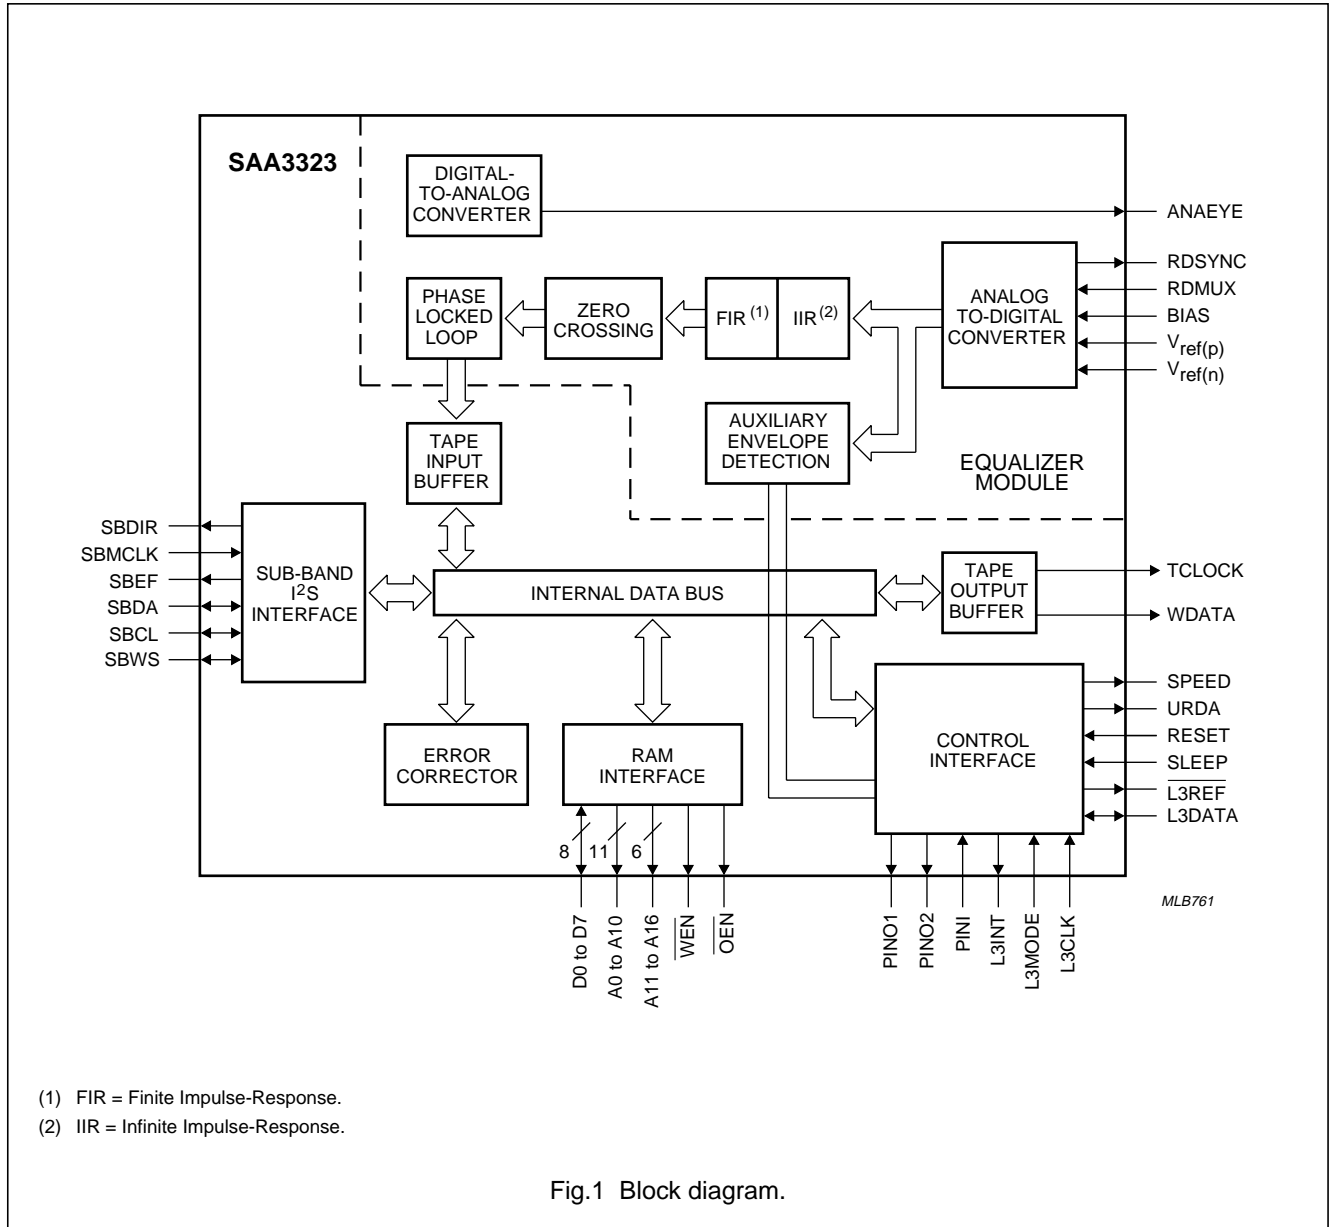 SAA3323
DIGITAL-
TO-ANALOG
CONVERTER
ANAEYE
PHASE
LOCKED
LOOP
ZERO
CROSSING
FIR (1)
IIR (2)
ANALOG
TO-DIGITAL
CONVERTER
RDSYNC
RDMUX
BIAS
Vref(p)
Vref(n)
TAPE
INPUT
BUFFER
AUXILIARY
ENVELOPE
DETECTION
EQUALIZER
MODULE
SBDIR
SBMCLK
SBEF
SBDA
SBCL
SBWS
SUB-BAND
I2S
INTERFACE
INTERNAL DATA BUS
TAPE
OUTPUT
BUFFER
TCLOCK
WDATA
ERROR
CORRECTOR
RAM
INTERFACE
CONTROL
INTERFACE
SPEED
URDA
RESET
SLEEP
L3REF
L3DATA
8
11
6
D0 to D7
A0 to A10
A11 to A16
WEN
OEN
PINO1
PINO2
PINI
L3INT
L3MODE
L3CLK
MLB761
(1) FIR = Finite Impulse-Response.
(2) IIR = Infinite Impulse-Response.
Fig.1 Block diagram.